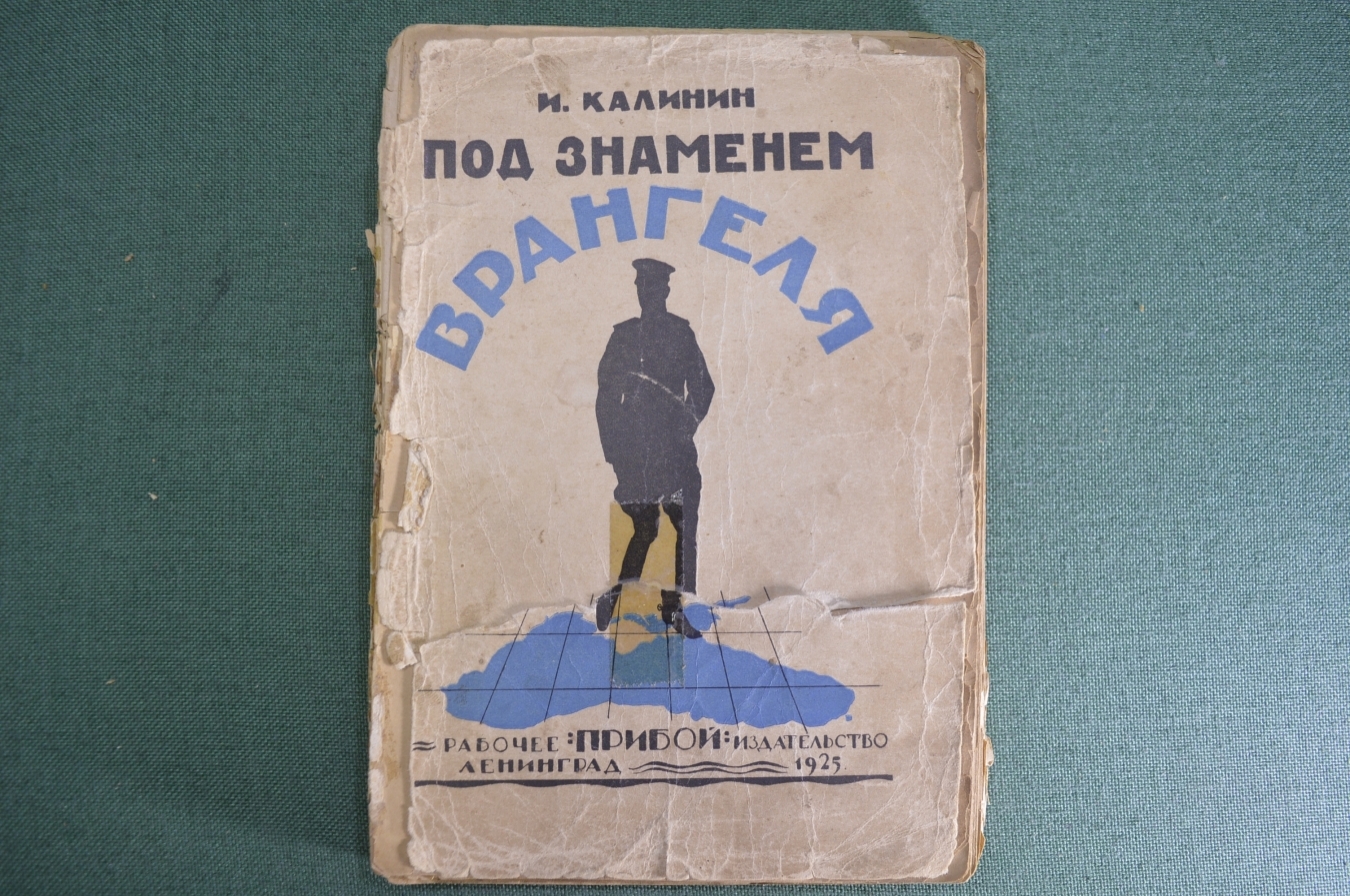 И. КАЛИНИН
ПОД ЗНАМЕНЕМ
ВРАНГЕЛЯ
РАБОЧЕЕ :ПРИБОЙ: ИЗДАТЕЛЬСТВО
ЛЕНИНГРАД 1925.